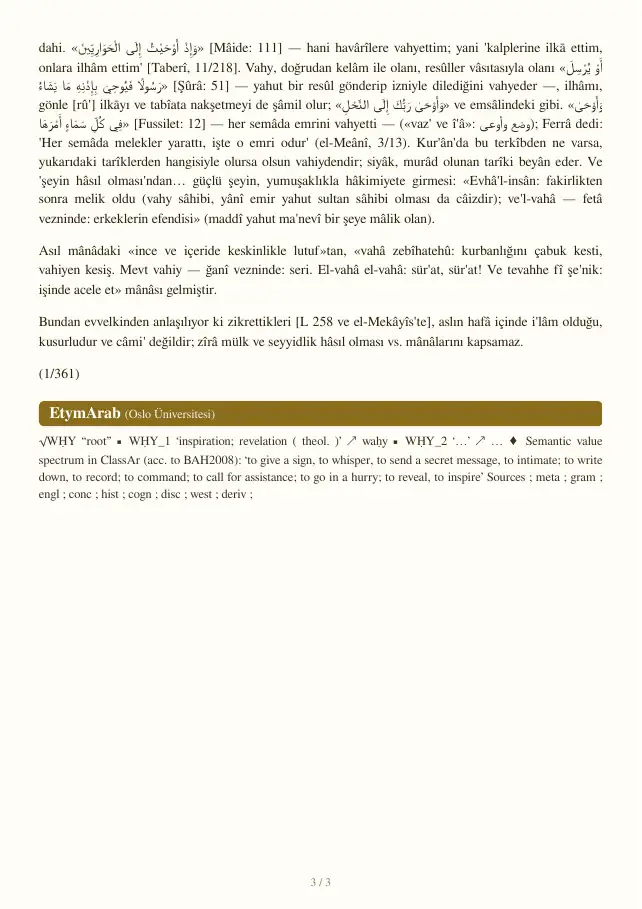 dahi. «وَإِذْ أَوْحَيْتُ إِلَى الْحَوَارِيِّينَ» [Mâide: 111] — hani havârîlere vahyettim; yani 'kalplerine ilkā ettim,
onlara ilhâm ettim' [Taberî, 11/218]. Vahy, doğrudan kelâm ile olanı, resûller vâsıtasıyla olanı «أَوْ يُرْسِلَ
رَسُولًا فَيُوحِيَ بِإِذْنِهِ مَا يَشَاءُ» [Şûrâ: 51] — yahut bir resûl gönderip izniyle dilediğini vahyeder —, ilhâmı,
gönle [rû'] ilkāyı ve tabîata nakşetmeyi de şâmil olur; «وَأَوْحَىٰ رَبُّكَ إِلَى النَّحْلِ» ve emsâlindeki gibi. «وَأَوْحَىٰ
فِي كُلِّ سَمَاءٍ أَمْرَهَا» [Fussilet: 12] — her semâda emrini vahyetti — («vaz' ve î'â»: وضع وأوعى); Ferrâ dedi:
'Her semâda melekler yarattı, işte o emri odur' (el-Meânî, 3/13). Kur'ân'da bu terkîbden ne varsa,
yukarıdaki tarîklerden hangisiyle olursa olsun vahiydendir; siyâk, murâd olunan tarîki beyân eder. Ve
'şeyin hâsıl olması'ndan… güçlü şeyin, yumuşaklıkla hâkimiyete girmesi: «Evhâ'l-insân: fakirlikten
sonra melik oldu (vahy sâhibi, yânî emir yahut sultan sâhibi olması da câizdir); ve'l-vahâ — fetâ
vezninde: erkeklerin efendisi» (maddî yahut ma'nevî bir şeye mâlik olan).
Asıl mânâdaki «ince ve içeride keskinlikle lutuf»tan, «vahâ zebîhatehû: kurbanlığını çabuk kesti,
vahiyen kesiş. Mevt vahiy — ğanî vezninde: seri. El-vahâ el-vahâ: sür'at, sür'at! Ve tevahhe fî şe'nik:
işinde acele et» mânâsı gelmiştir.
Bundan evvelkinden anlaşılıyor ki zikrettikleri [L 258 ve el-Mekâyîs'te], aslın hafâ içinde i'lâm olduğu,
kusurludur ve câmi' değildir; zîrâ mülk ve seyyidlik hâsıl olması vs. mânâlarını kapsamaz.
(1/361)
EtymArab (Oslo Üniversitesi)
√WḤY “root” ▪ WḤY_1 ‘inspiration; revelation ( theol. )’ ↗ waḥy ▪ WḤY_2 ‘…’ ↗ … ♦ Semantic value
spectrum in ClassAr (acc. to BAH2008): ‘to give a sign, to whisper, to send a secret message, to intimate; to write
down, to record; to command; to call for assistance; to go in a hurry; to reveal, to inspire’ Sources ; meta ; gram ;
engl ; conc ; hist ; cogn ; disc ; west ; deriv ;
3 / 3